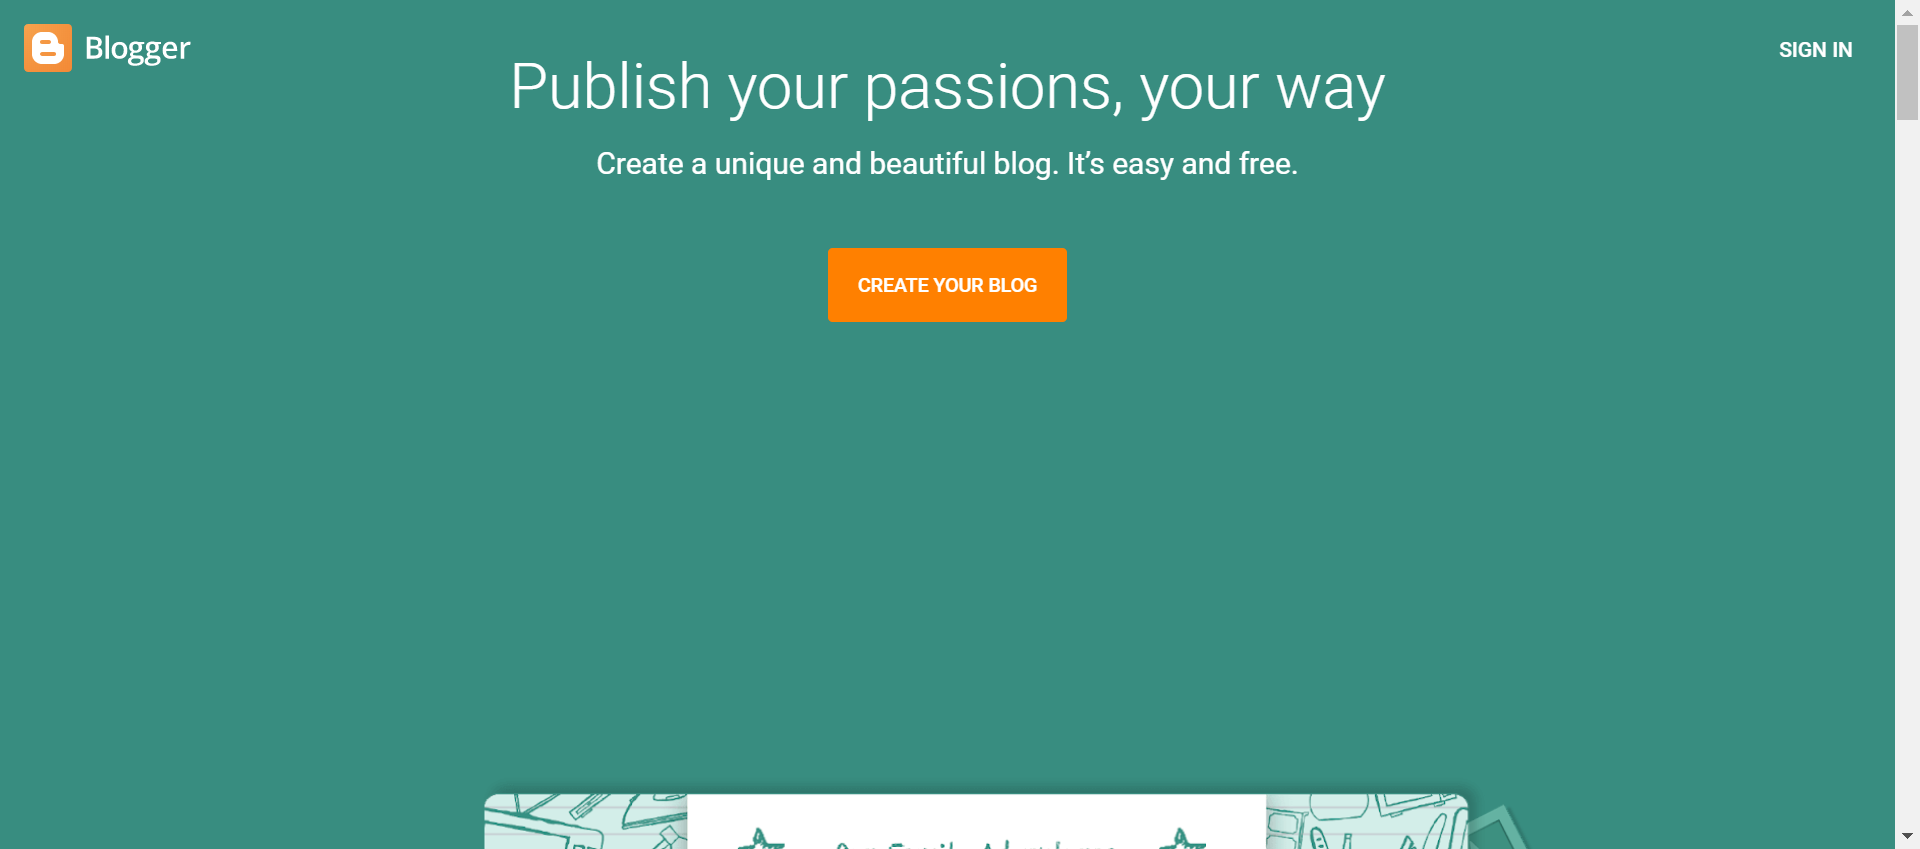 Blogger
SIGN IN
Publish your passions, your way
Create a unique and beautiful blog. It’s easy and free.
CREATE YOUR BLOG